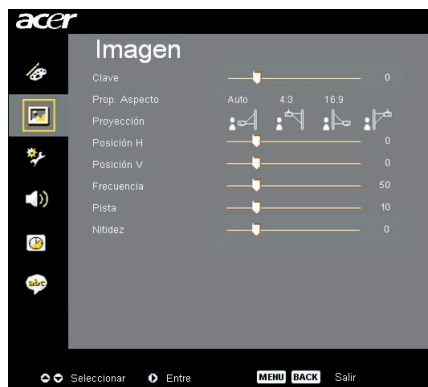 acer
Imagen
Clave 0
Prop. Aspecto Auto 4:3 16:9
Proyección
Posición H 0
Posición V 0
Frecuencia 50
Pista 10
Nitidez 0
abc
Seleccionar Entre MENU BACK Salir